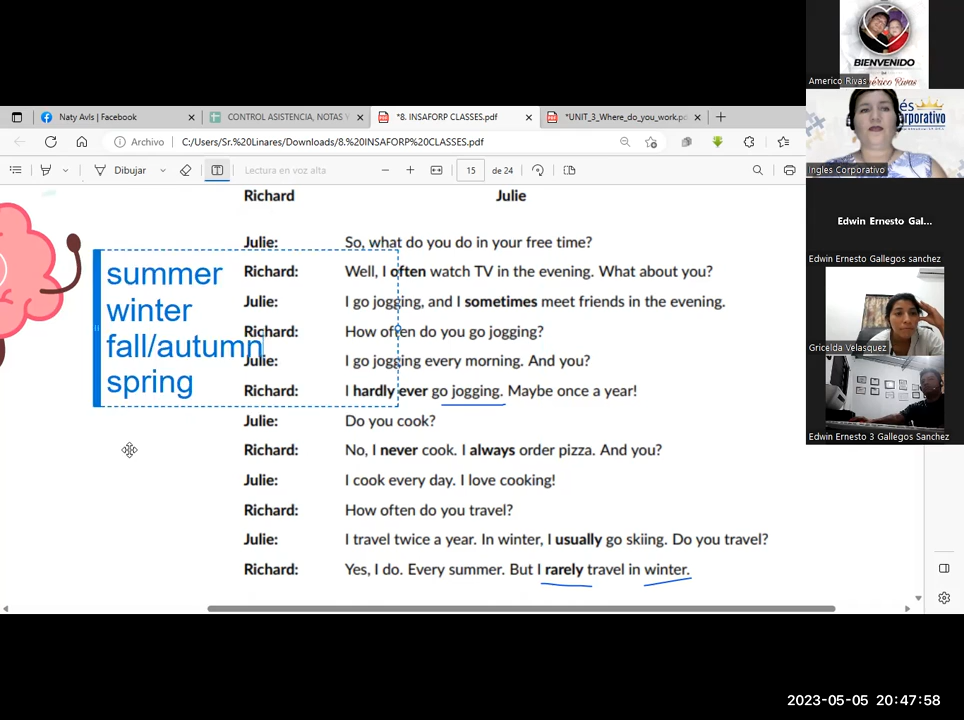 Naty Avls | Facebook
CONTROL ASISTENCIA, NOTAS Y
*8. INSAFORP CLASSES.pdf
*UNIT_3_Where_do_you_work.pd
Archivo
C:/Users/Sr.%20Linares/Downloads/8.%20INSAFORP%20CLASSES.pdf
Dibujar
Lectura en voz alta
15
de 24
Richard
Julie
Julie: So, what do you do in your free time?
Richard: Well, I often watch TV in the evening. What about you?
Julie: I go jogging, and I sometimes meet friends in the evening.
Richard: How often do you go jogging?
Julie: I go jogging every morning. And you?
Richard: I hardly ever go jogging. Maybe once a year!
Julie: Do you cook?
Richard: No, I never cook. I always order pizza. And you?
Julie: I cook every day. I love cooking!
Richard: How often do you travel?
Julie: I travel twice a year. In winter, I usually go skiing. Do you travel?
Richard: Yes, I do. Every summer. But I rarely travel in winter.
summer
winter
fall/autumn
spring
BIENVENIDO
Américo Rivas
Americo Rivas
és
orporativo
Ingles Corporativo
Edwin Ernesto Gal...
Edwin Ernesto Gallegos sanchez
Gricelda Velasquez
Edwin Ernesto 3 Gallegos Sanchez
2023-05-05 20:47:58